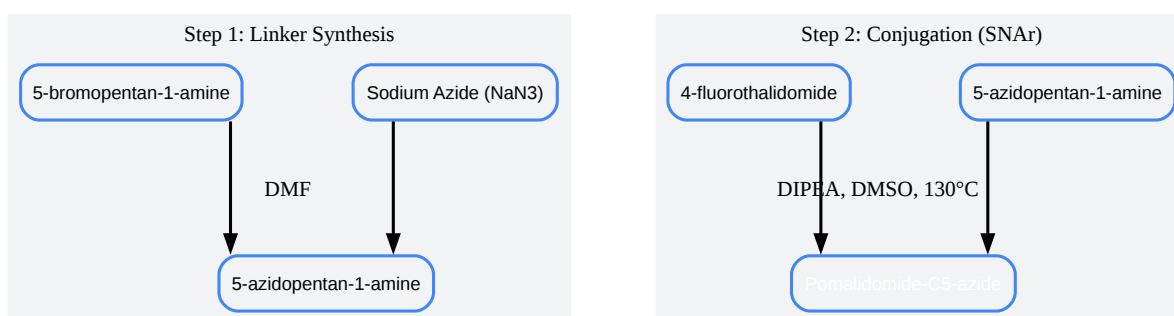 Step 1: Linker Synthesis
5-bromopentan-1-amine
Sodium Azide (NaN3)
DMF
5-azidopentan-1-amine
Step 2: Conjugation (SNAr)
4-fluorothalidomide
5-azidopentan-1-amine
DIPEA, DMSO, 130°C
Pomalidomide-C5-azide